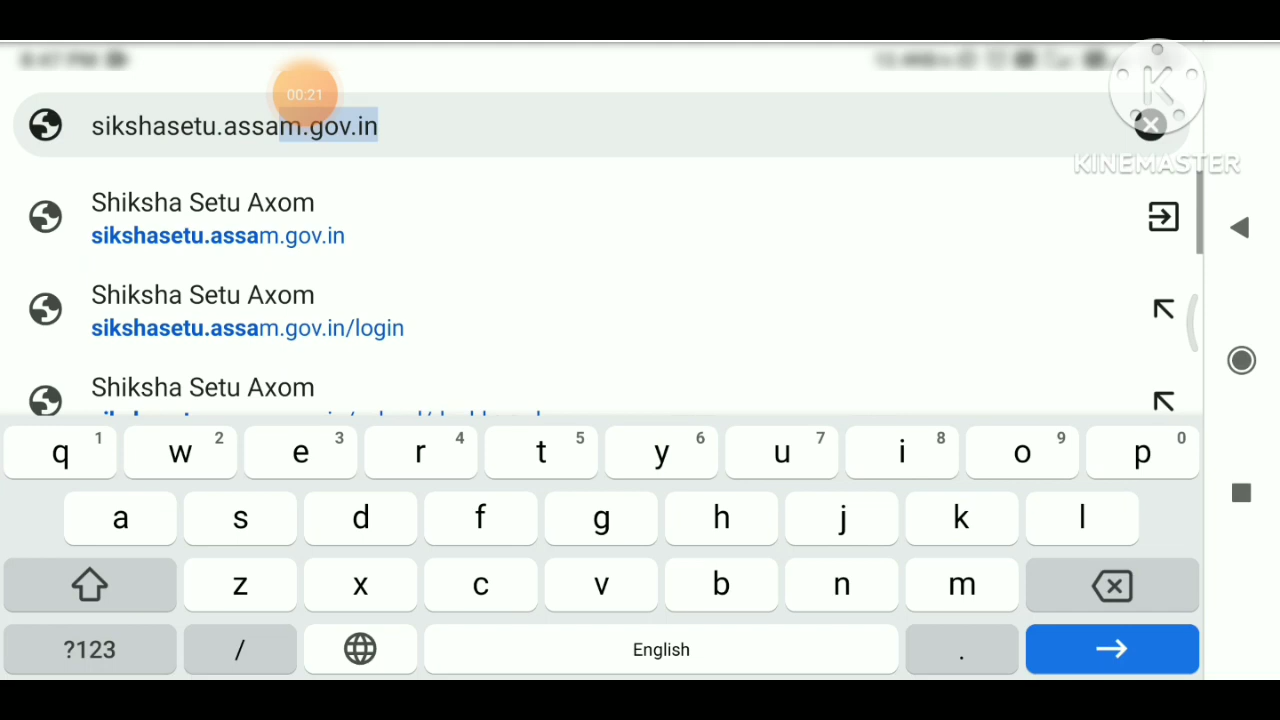 00:21
sikshasetu.assam.gov.in
K
KINEMASTER
Shiksha Setu Axom
sikshasetu.assam.gov.in
Shiksha Setu Axom
sikshasetu.assam.gov.in/login
Shiksha Setu Axom
q 1 w 2 e 3 r 4 t 5 y 6 u 7 i 8 o 9 p 0
a s d f g h j k l
z x c v b n m
?123 / English .